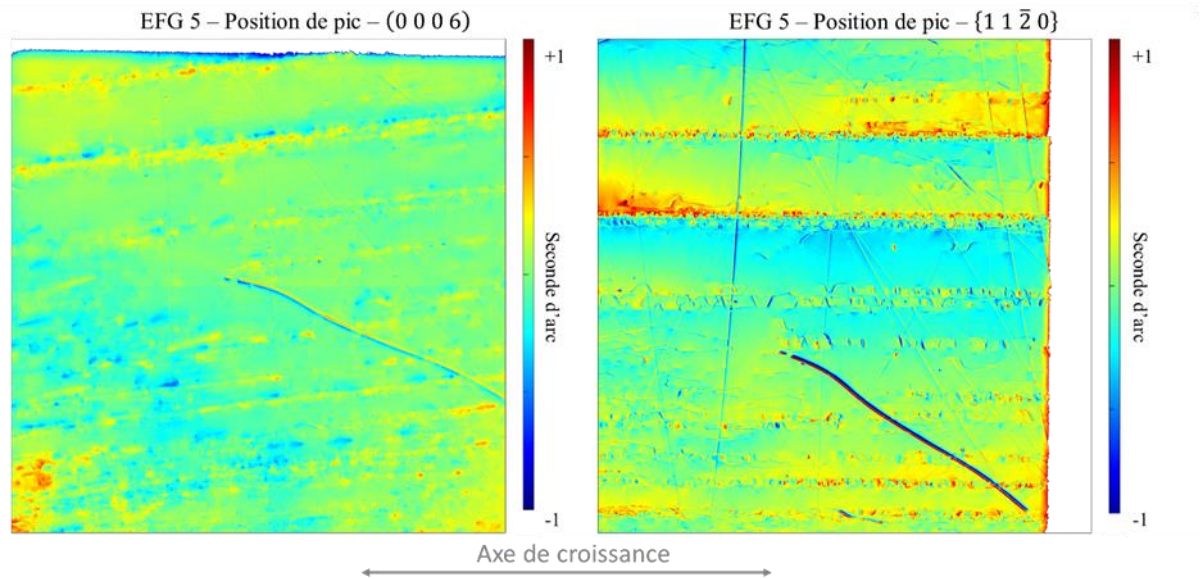 EFG 5 – Position de pic – (0 0 0 6)
+1
Seconde d'arc
-1
EFG 5 – Position de pic – {1 1 2̅ 0}
+1
Seconde d'arc
-1
Axe de croissance